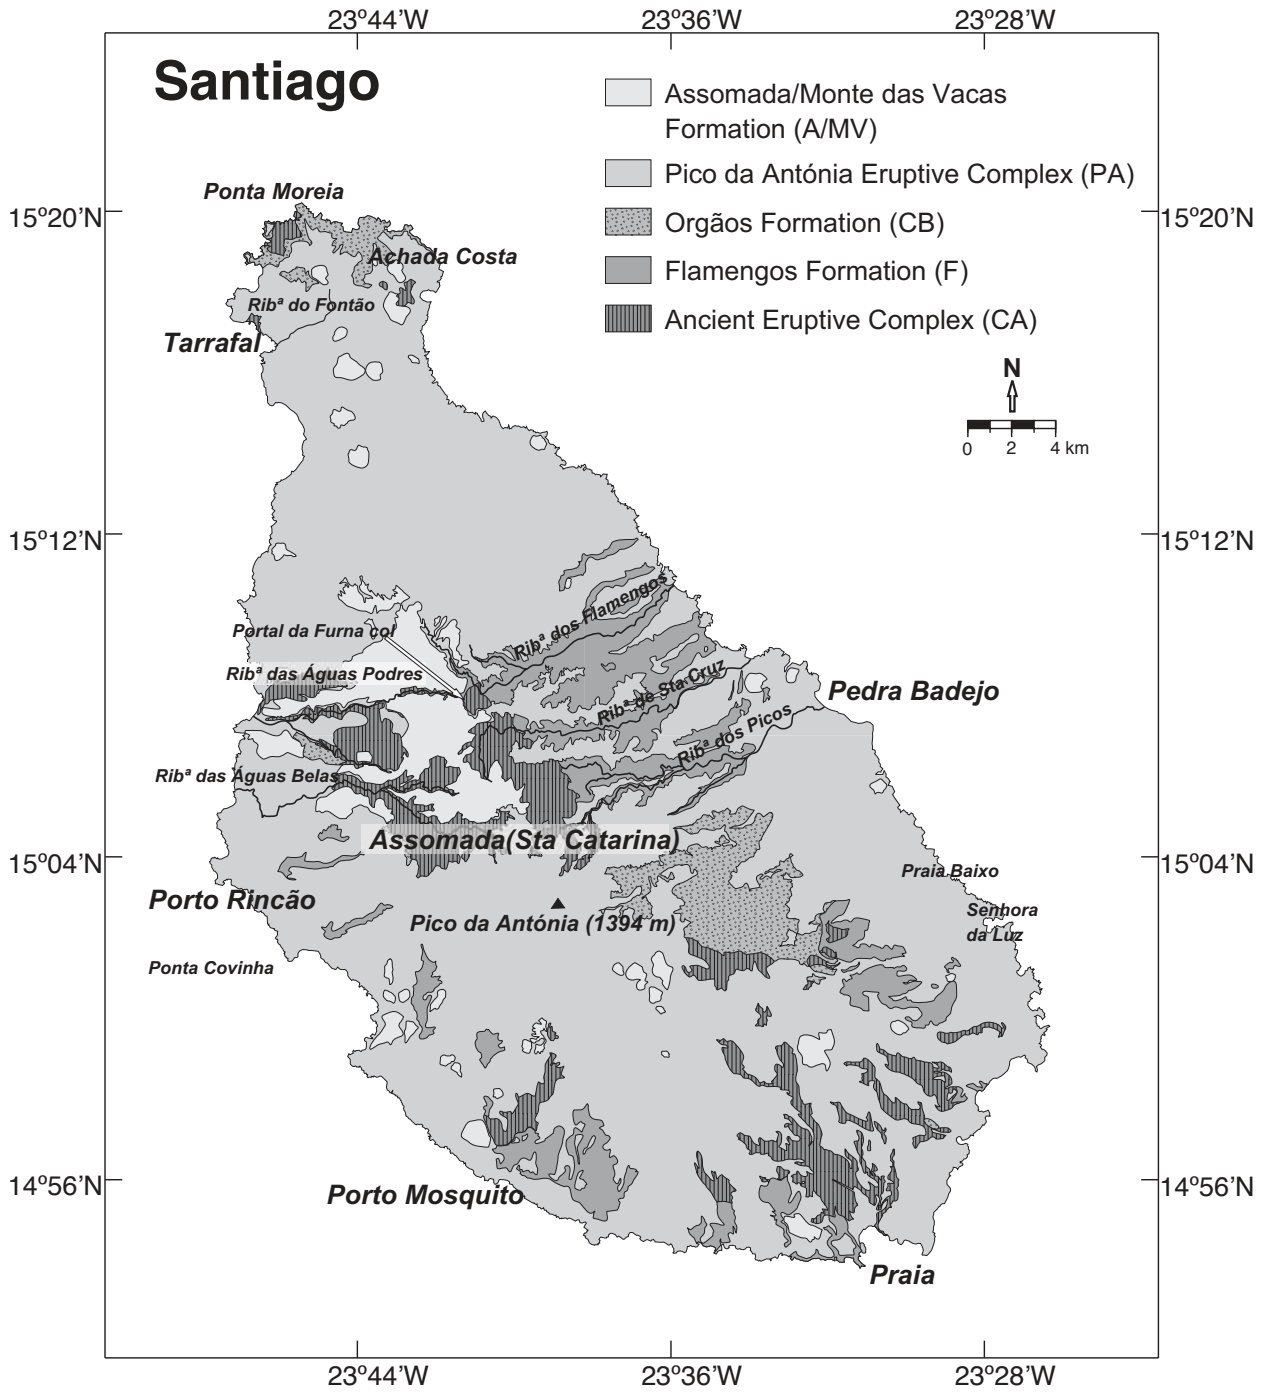 23º44'W 23º36'W 23º28'W
Santiago
Assomada/Monte das Vacas
Formation (A/MV)
Pico da Antónia Eruptive Complex (PA)
Orgãos Formation (CB)
Flamengos Formation (F)
Ancient Eruptive Complex (CA)
Ponta Moreia
15º20'N 15º20'N
Achada Costa
Ribª do Fontão
Tarrafal
N
0 2 4 km
15º12'N 15º12'N
Ribª dos Flamengos
Portal da Furna col
Ribª das Águas Podres
Ribª de Sta Cruz
Pedra Badejo
Ribª dos Picos
Ribª das Águas Belas
Assomada(Sta Catarina)
15º04'N 15º04'N
Praia Baixo
Porto Rincão
Senhora
da Luz
Pico da Antónia (1394 m)
Ponta Covinha
14º56'N 14º56'N
Porto Mosquito
Praia
23º44'W 23º36'W 23º28'W